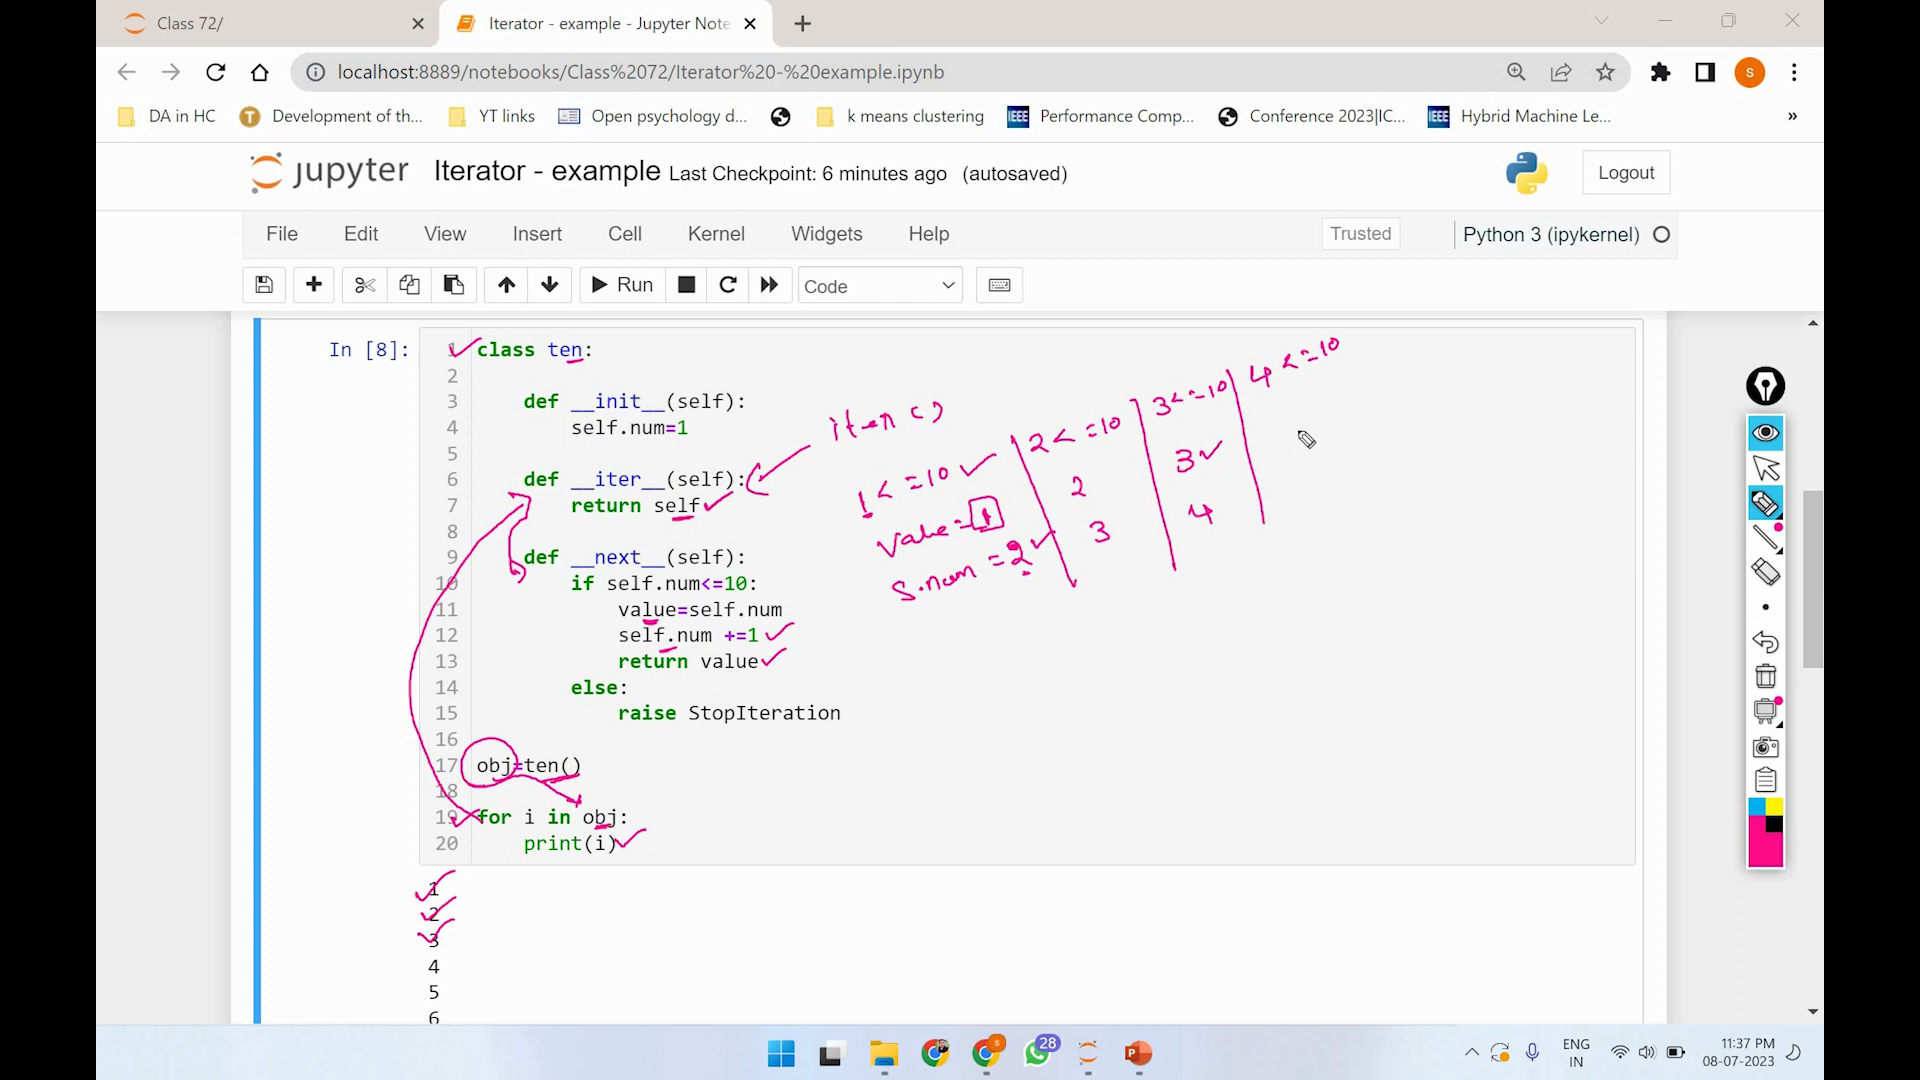 Class 72/
Iterator - example - Jupyter Note
localhost:8889/notebooks/Class%2072/Iterator%20-%20example.ipynb
S
DA in HC
Development of th...
YT links
Open psychology d...
k means clustering
IEEE Performance Comp...
Conference 2023|IC...
IEEE Hybrid Machine Le...
»
jupyter Iterator - example Last Checkpoint: 6 minutes ago (autosaved)
Logout
File Edit View Insert Cell Kernel Widgets Help
Trusted
Python 3 (ipykernel)
Run
Code
In [8]:
1 class ten:
2
3 def __init__(self):
4 self.num=1
5
6 def __iter__(self):
7 return self
8
9 def __next__(self):
10 if self.num<=10:
11 value=self.num
12 self.num +=1
13 return value
14 else:
15 raise StopIteration
16
17 obj=ten()
18
19 for i in obj:
20 print(i)
iter()
1 <=10
Value=1
S.num =2
2 <=10
2
3
3<=10
3
4
4 <=10
1
2
3
4
5
6
28
ENG
IN
11:37 PM
08-07-2023